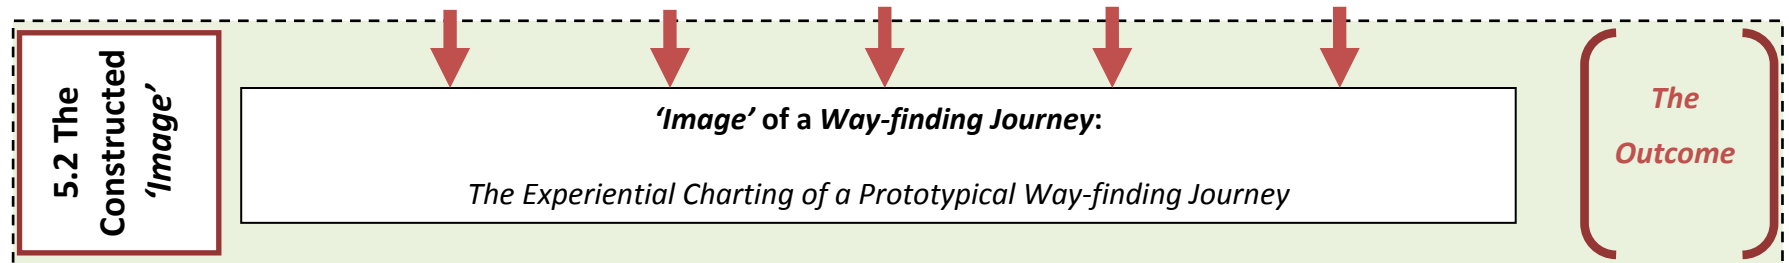 5.2 The
Constructed
‘Image’
‘Image’ of a Way-finding Journey:
The Experiential Charting of a Prototypical Way-finding Journey
The
Outcome